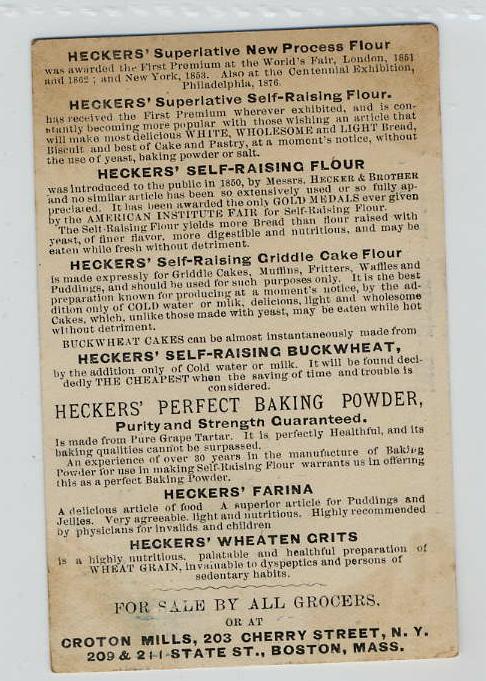 HECKERS' Superlative New Process Flour
was awarded the First Premium at the World's Fair, London, 1851
and 1862; and New York, 1853. Also at the Centennial Exhibition,
Philadelphia, 1876.
HECKERS' Superlative Self-Raising Flour.
has received the First Premium wherever exhibited, and is con-
stantly becoming more popular with those wishing an article that
will make most delicious WHITE, WHOLESOME and LIGHT Bread,
Biscuit and best of Cake and Pastry, at a moment's notice, without
the use of yeast, baking powder or salt.
HECKERS' SELF-RAISING FLOUR
was introduced to the public in 1850, by Messrs. HECKER & BROTHER
and no similar article has been so extensively used or so fully ap-
preciated. It has been awarded the only GOLD MEDALS ever given
by the AMERICAN INSTITUTE FAIR for Self-Raising Flour.
The Self-Raising Flour yields more Bread than flour raised with
yeast, of finer flavor, more digestible and nutritious, and may be
eaten while fresh without detriment.
HECKERS' Self-Raising Griddle Cake Flour
is made expressly for Griddle Cakes, Muffins, Fritters, Waffles and
Puddings, and should be used for such purposes only. It is the best
preparation known for producing at a moment's notice, by the ad-
dition only of COLD water or milk, delicious, light and wholesome
Cakes, which, unlike those made with yeast, may be eaten while hot
without detriment.
BUCKWHEAT CAKES can be almost instantaneously made from
HECKERS' SELF-RAISING BUCKWHEAT,
by the addition only of Cold water or milk. It will be found deci-
dedly THE CHEAPEST when the saving of time and trouble is
considered.
HECKERS' PERFECT BAKING POWDER,
Purity and Strength Guaranteed.
Is made from Pure Grape Tartar. It is perfectly Healthful, and its
baking qualities cannot be surpassed.
An experience of over 30 years in the manufacture of Baking
Powder for use in making Self-Raising Flour warrants us in offering
this as a perfect Baking Powder.
HECKERS' FARINA
A delicious article of food A superior article for Puddings and
Jellies. Very agreeable, light and nutritious. Highly recommended
by physicians for invalids and children
HECKERS' WHEATEN GRITS
is a highly nutritious, palatable and healthful preparation of
WHEAT GRAIN, invaluable to dyspeptics and persons of
sedentary habits.
FOR SALE BY ALL GROCERS,
OR AT
CROTON MILLS, 203 CHERRY STREET, N. Y.
209 & 211 STATE ST., BOSTON, MASS.